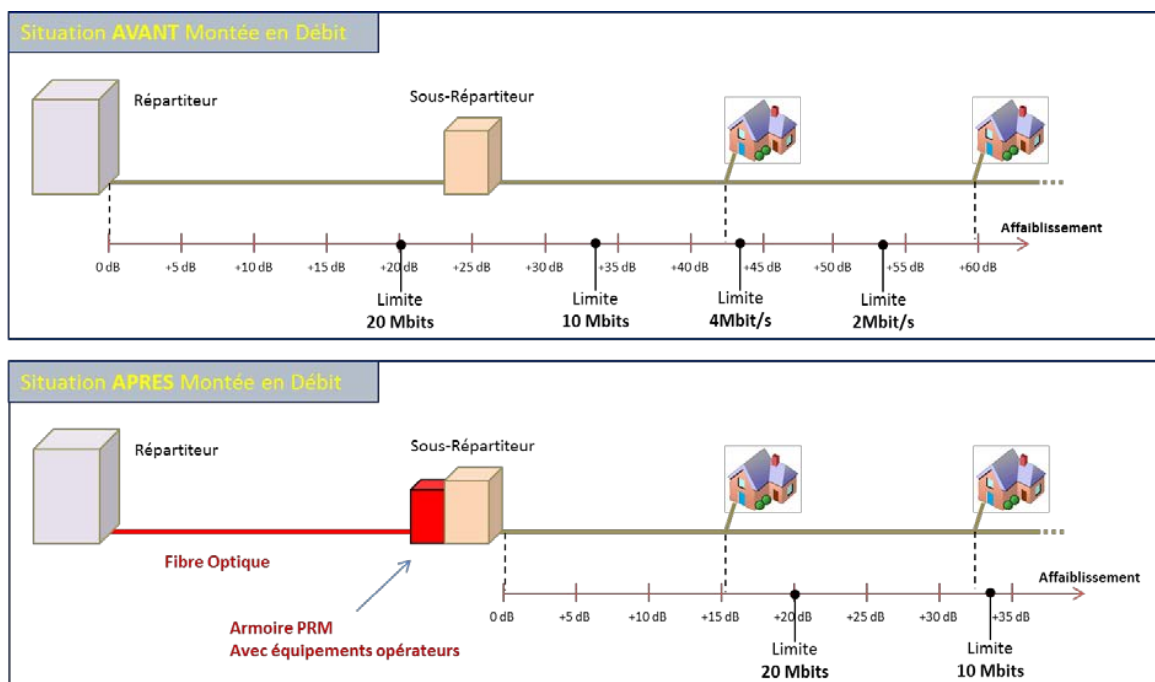 Situation AVANT Montée en Débit
Répartiteur
Sous-Répartiteur
Affaiblissement
0 dB +5 dB +10 dB +15 dB +20 dB +25 dB +30 dB +35 dB +40 dB +45 dB +50 dB +55 dB +60 dB
Limite Limite Limite Limite
20 Mbits 10 Mbits 4Mbit/s 2Mbit/s
Situation APRES Montée en Débit
Répartiteur
Sous-Répartiteur
Fibre Optique
Affaiblissement
0 dB +5 dB +10 dB +15 dB +20 dB +25 dB +30 dB +35 dB
Armoire PRM
Avec équipements opérateurs
Limite Limite
20 Mbits 10 Mbits